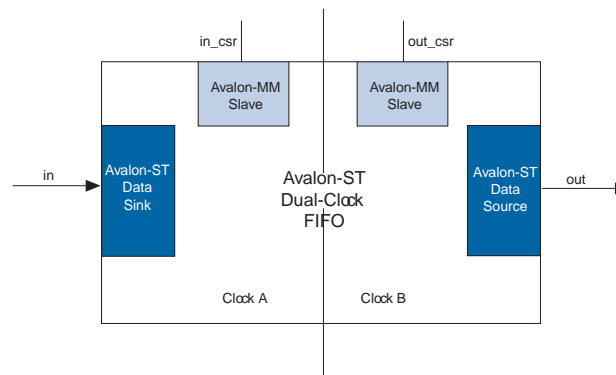 in_csr
out_csr
Avalon-MM
Slave
Avalon-MM
Slave
in
Avalon-ST
Data
Sink
Avalon-ST
Dual-Clock
FIFO
Avalon-ST
Data
Source
out
Clock A
Clock B